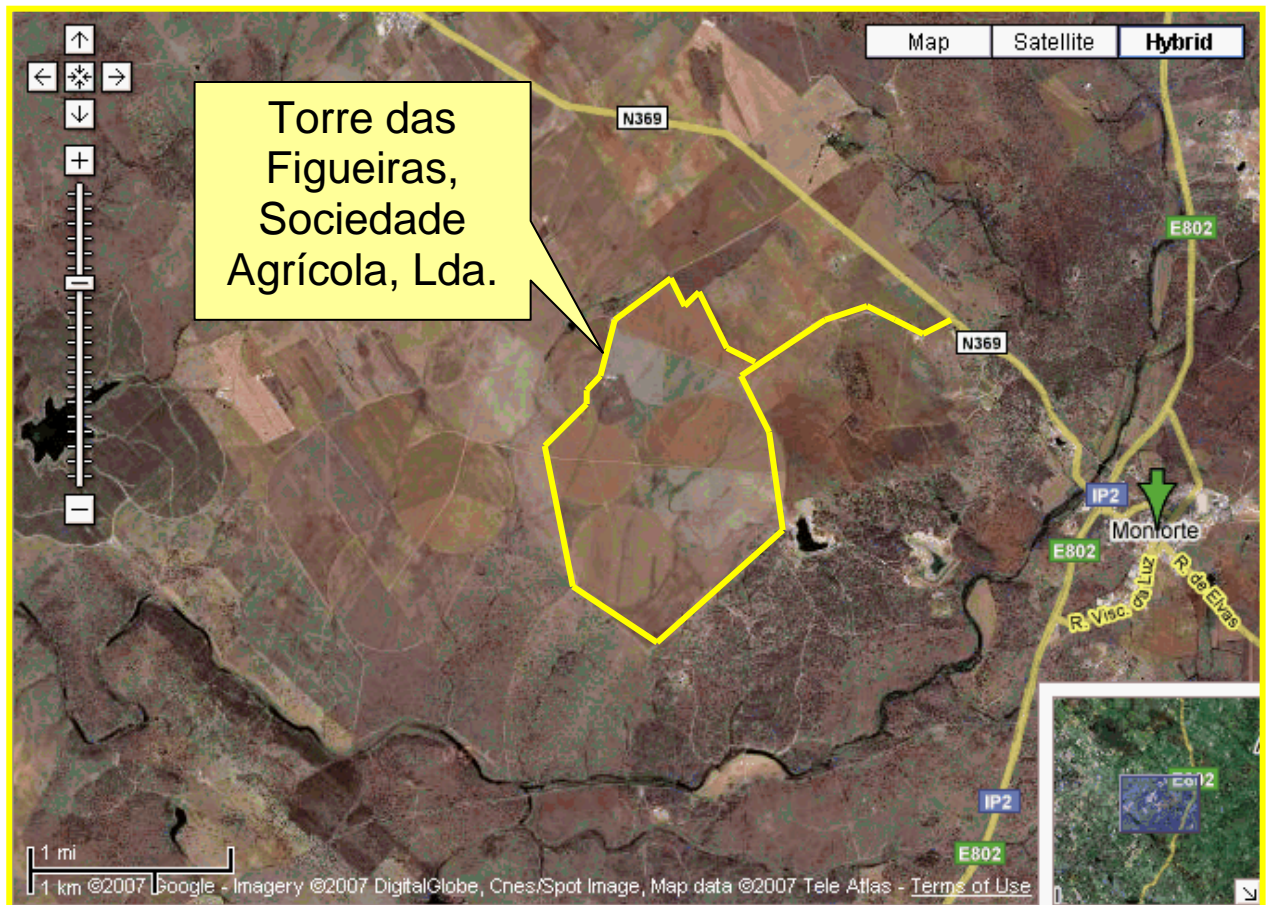 Map Satellite Hybrid
Torre das
Figueiras,
Sociedade
Agrícola, Lda.
N369
E802
N369
IP2
Monforte
E802
R. Visc. da Luz
R. de Elvas
E802
IP2
E802
1 mi
1 km ©2007 Google - Imagery ©2007 DigitalGlobe, Cnes/Spot Image, Map data ©2007 Tele Atlas - Terms of Use